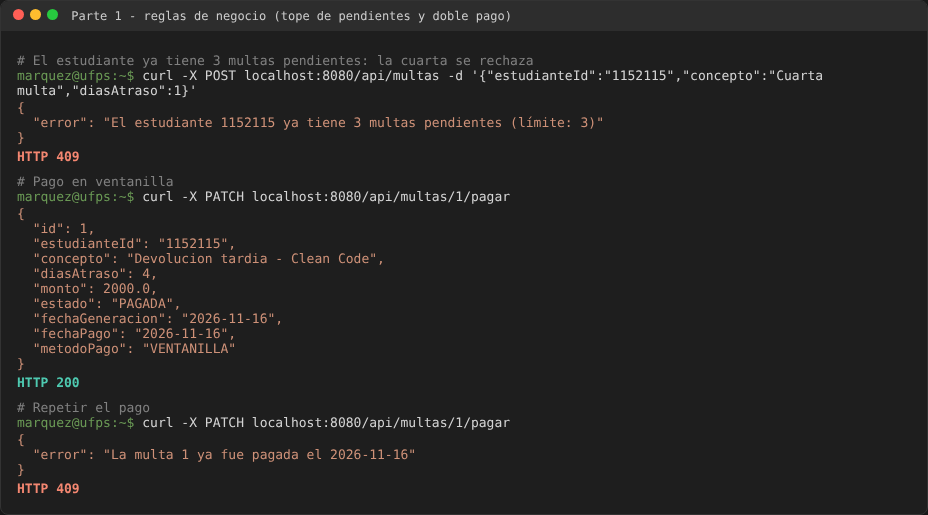 Parte 1 - reglas de negocio (tope de pendientes y doble pago)
# El estudiante ya tiene 3 multas pendientes: la cuarta se rechaza
marquez@ufps:~$ curl -X POST localhost:8080/api/multas -d '{"estudianteId":"1152115","concepto":"Cuarta
multa","diasAtraso":1}'
{
  "error": "El estudiante 1152115 ya tiene 3 multas pendientes (límite: 3)"
}
HTTP 409
# Pago en ventanilla
marquez@ufps:~$ curl -X PATCH localhost:8080/api/multas/1/pagar
{
  "id": 1,
  "estudianteId": "1152115",
  "concepto": "Devolucion tardia - Clean Code",
  "diasAtraso": 4,
  "monto": 2000.0,
  "estado": "PAGADA",
  "fechaGeneracion": "2026-11-16",
  "fechaPago": "2026-11-16",
  "metodoPago": "VENTANILLA"
}
HTTP 200
# Repetir el pago
marquez@ufps:~$ curl -X PATCH localhost:8080/api/multas/1/pagar
{
  "error": "La multa 1 ya fue pagada el 2026-11-16"
}
HTTP 409